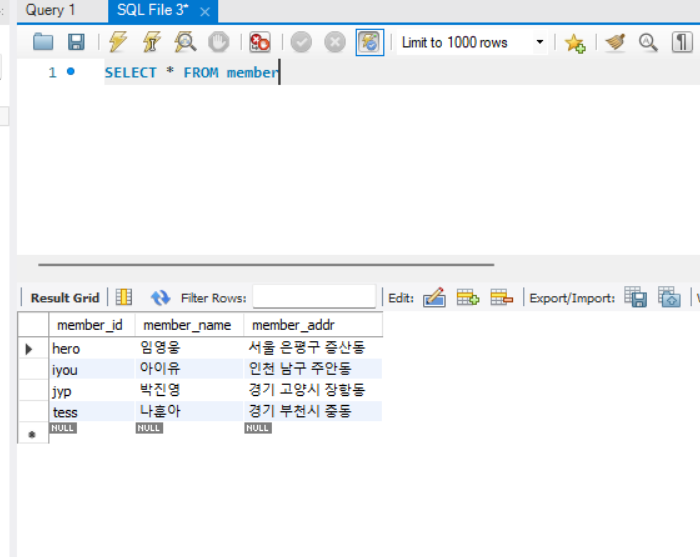 Query 1 SQL File 3*
Limit to 1000 rows
1 SELECT * FROM member
Result Grid Filter Rows: Edit: Export/Import:
member_id member_name member_addr
hero 임영웅 서울 은평구 증산동
iyou 아이유 인천 남구 주안동
jyp 박진영 경기 고양시 장항동
tess 나훈아 경기 부천시 중동
NULL NULL NULL